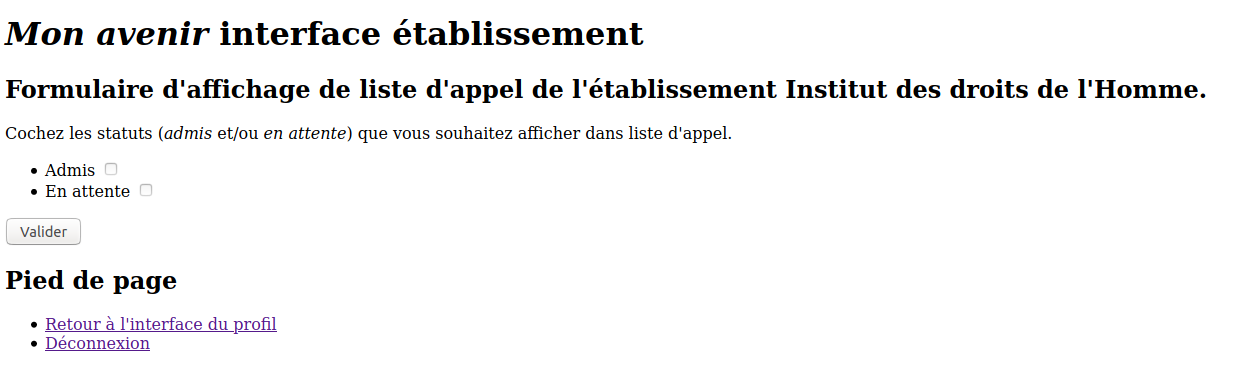 Mon avenir interface établissement
Formulaire d'affichage de liste d'appel de l'établissement Institut des droits de l'Homme.
Cochez les statuts (admis et/ou en attente) que vous souhaitez afficher dans liste d'appel.
Admis
En attente
Valider
Pied de page
Retour à l'interface du profil
Déconnexion